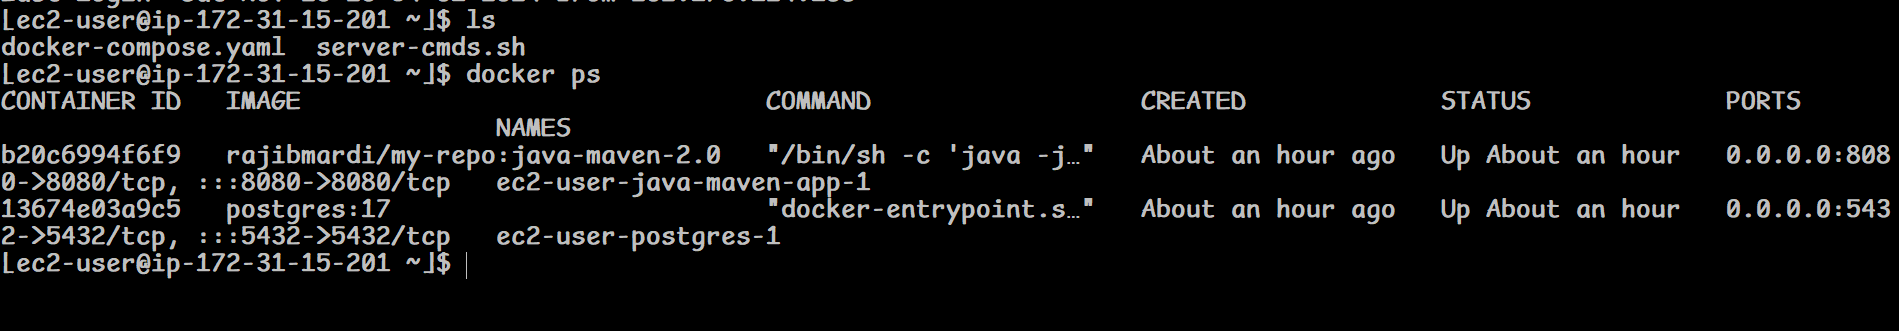 [ec2-user@ip-172-31-15-201 ~]$ ls
docker-compose.yaml  server-cmds.sh
[ec2-user@ip-172-31-15-201 ~]$ docker ps
CONTAINER ID   IMAGE                               COMMAND                  CREATED             STATUS             PORTS
                                 NAMES
b20c6994f6f9   rajibmardi/my-repo:java-maven-2.0   "/bin/sh -c 'java -j…"   About an hour ago   Up About an hour   0.0.0.0:808
0->8080/tcp, :::8080->8080/tcp   ec2-user-java-maven-app-1
13674e03a9c5   postgres:17                         "docker-entrypoint.s…"   About an hour ago   Up About an hour   0.0.0.0:543
2->5432/tcp, :::5432->5432/tcp   ec2-user-postgres-1
[ec2-user@ip-172-31-15-201 ~]$